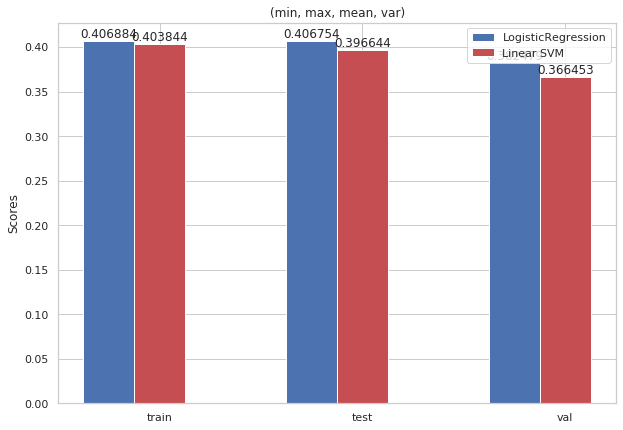 (min, max, mean, var)
LogisticRegression
Linear SVM
0.406884
0.403844
0.406754
0.396644
0.366453
Scores
0.40
0.35
0.30
0.25
0.20
0.15
0.10
0.05
0.00
train
test
val